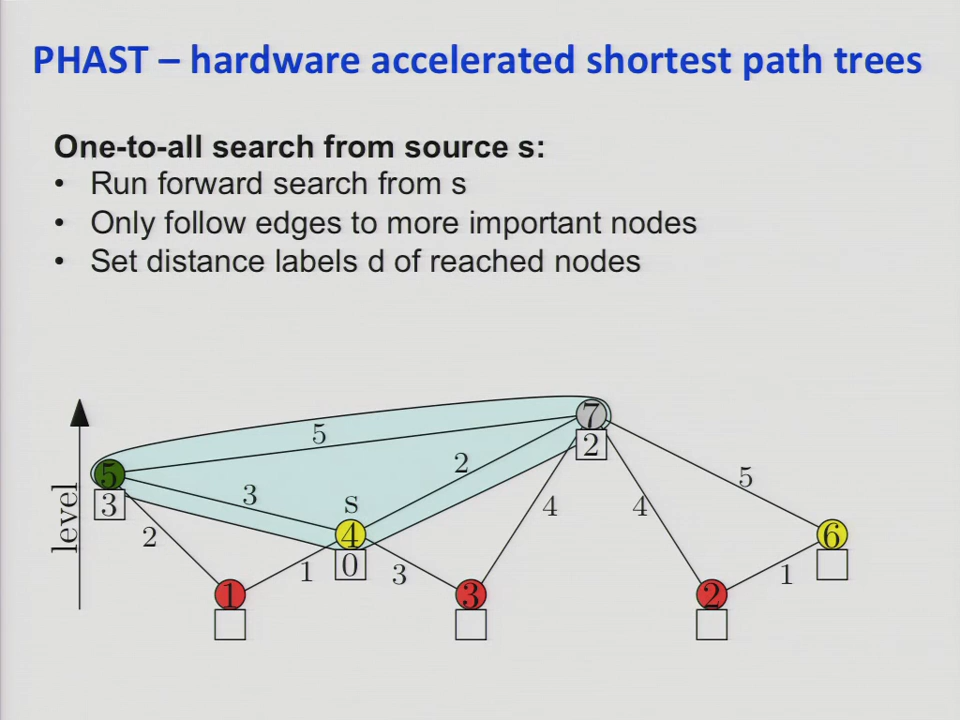 PHAST – hardware accelerated shortest path trees
One-to-all search from source s:
• Run forward search from s
• Only follow edges to more important nodes
• Set distance labels d of reached nodes
level
5
3
5
7
2
3
2
s
4
0
2
1
3
1
3
4
4
5
2
1
6